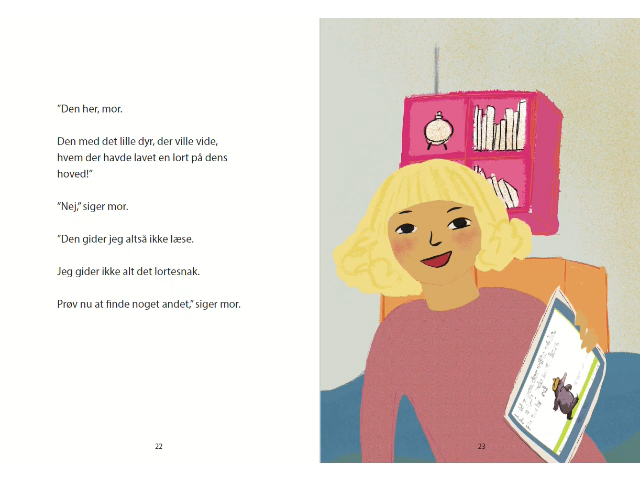 ”Den her, mor.
Den med det lille dyr, der ville vide,
hvem der havde lavet en lort på dens
hoved!”
”Nej,” siger mor.
”Den gider jeg altså ikke læse.
Jeg gider ikke alt det lortesnak.
Prøv nu at finde noget andet,” siger mor.
22
23